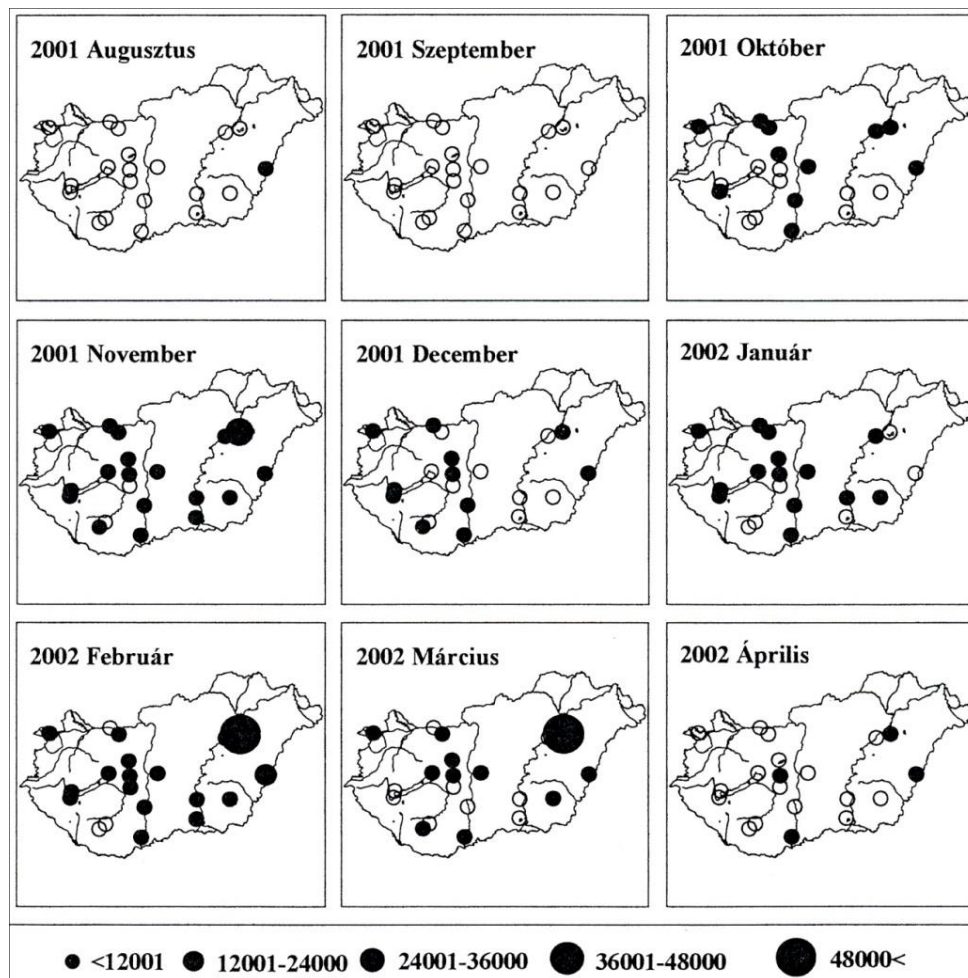 2001 Augusztus
2001 Szeptember
2001 Október
2001 November
2001 December
2002 Január
2002 Február
2002 Március
2002 Április
<12001
12001-24000
24001-36000
36001-48000
48000<